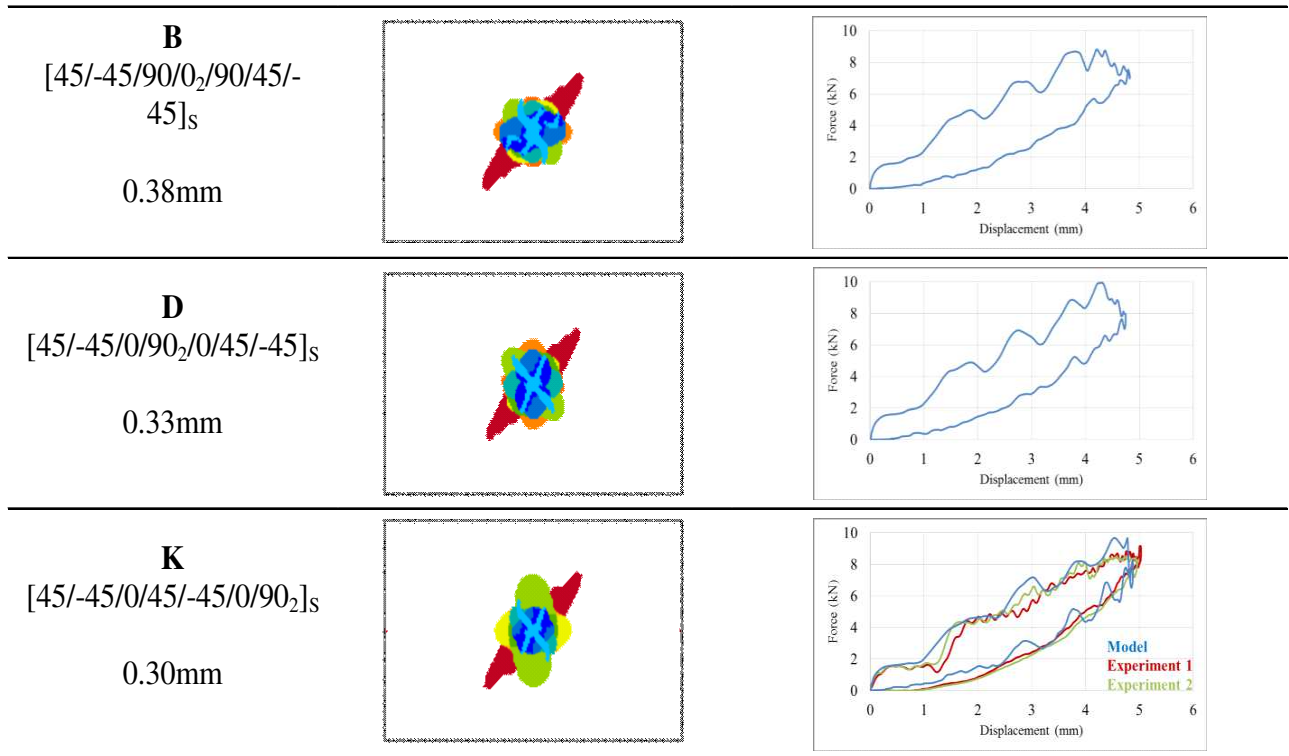 B
[45/-45/90/0₂/90/45/-
45]s
0.38mm
10
8
6
4
2
0
Force (kN)
0 1 2 3 4 5 6
Displacement (mm)
D
[45/-45/0/90₂/0/45/-45]s
0.33mm
10
8
6
4
2
0
Force (kN)
0 1 2 3 4 5 6
Displacement (mm)
K
[45/-45/0/45/-45/0/90₂]s
0.30mm
10
8
6
4
2
0
Force (kN)
Model
Experiment 1
Experiment 2
0 1 2 3 4 5 6
Displacement (mm)